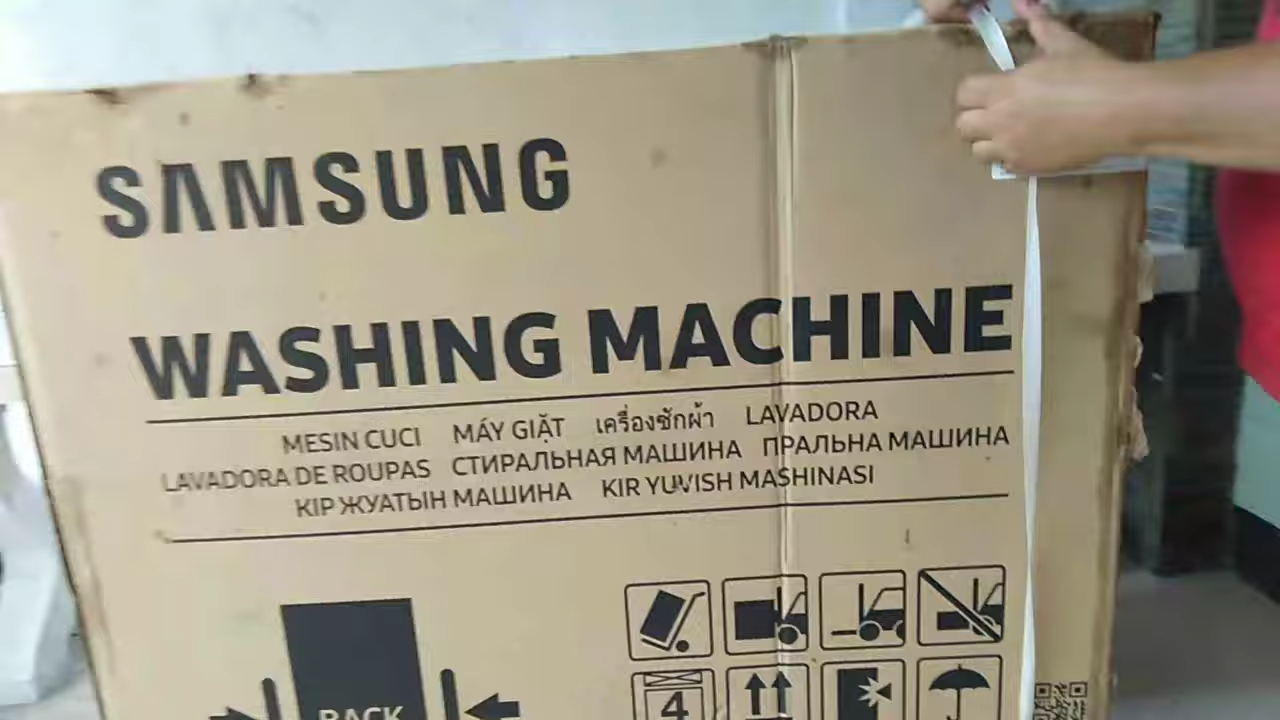 SAMSUNG
WASHING MACHINE
MESIN CUCI MÁY GIẶT เครื่องซักผ้า LAVADORA
LAVADORA DE ROUPAS СТИРАЛЬНАЯ МАШИНА ПРАЛЬНА МАШИНА
КІР ЖУАТЫН МАШИНА KIR YUVISH MASHINASI
BACK
4